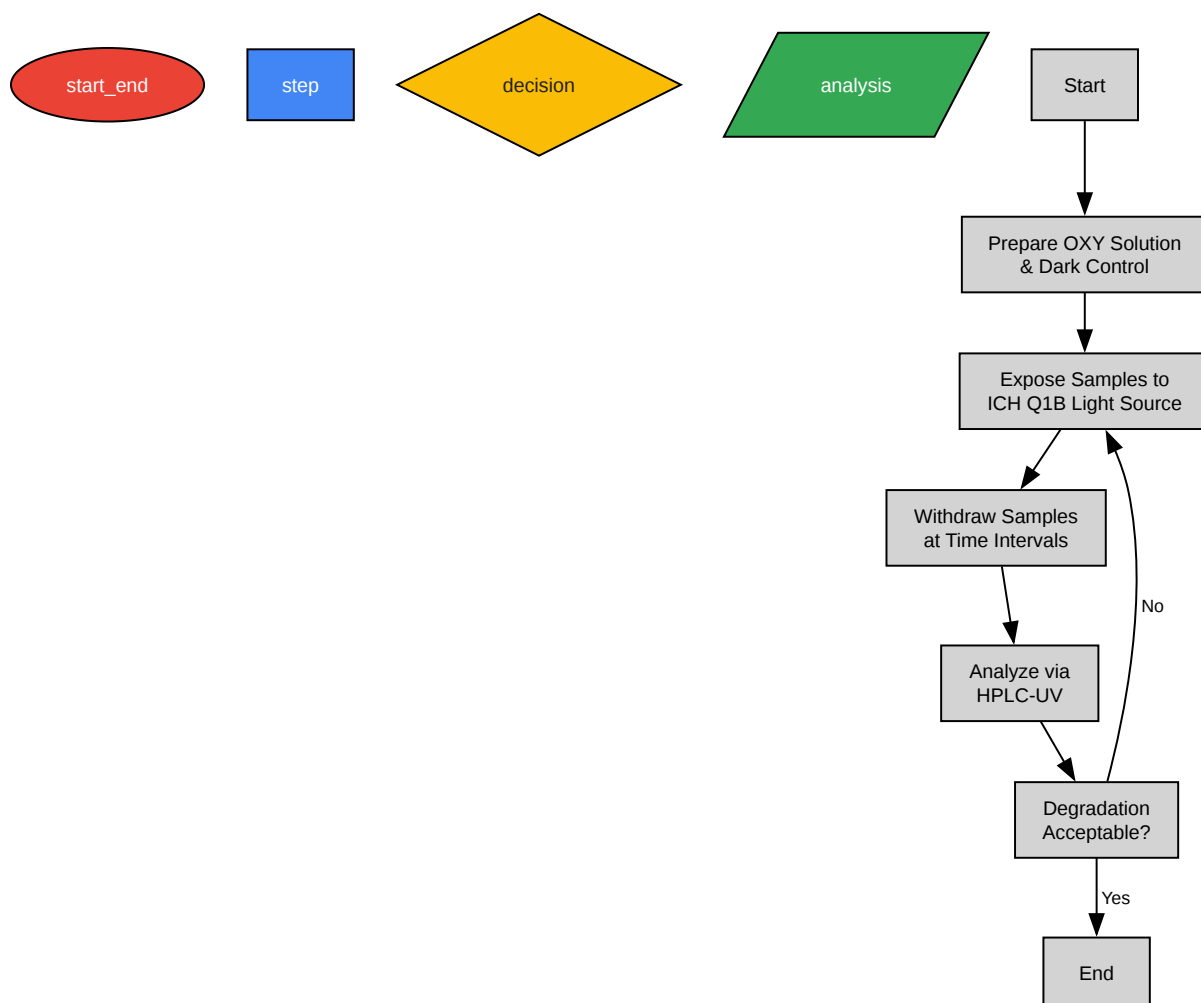 start_end
step
decision
analysis
Start
Prepare OXY Solution
& Dark Control
Expose Samples to
ICH Q1B Light Source
Withdraw Samples
at Time Intervals
No
Analyze via
HPLC-UV
Degradation
Acceptable?
Yes
End